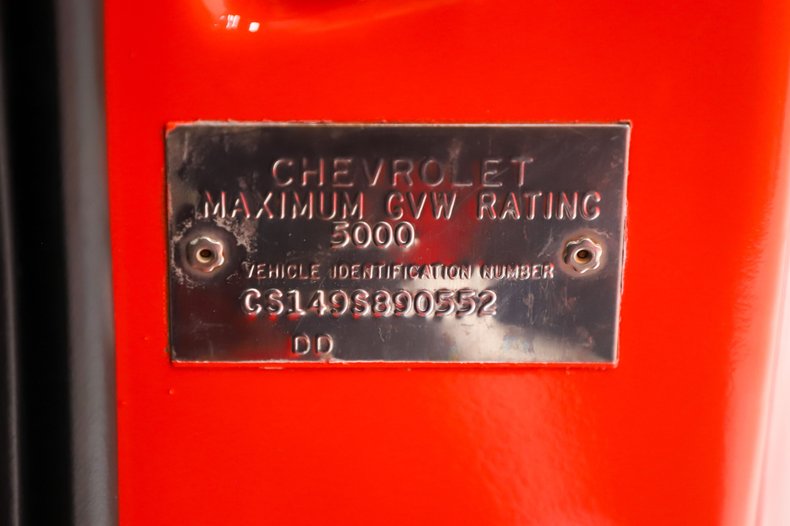 CHEVROLET
MAXIMUM GVW RATING
5000
VEHICLE IDENTIFICATION NUMBER
CS149S890552
DD